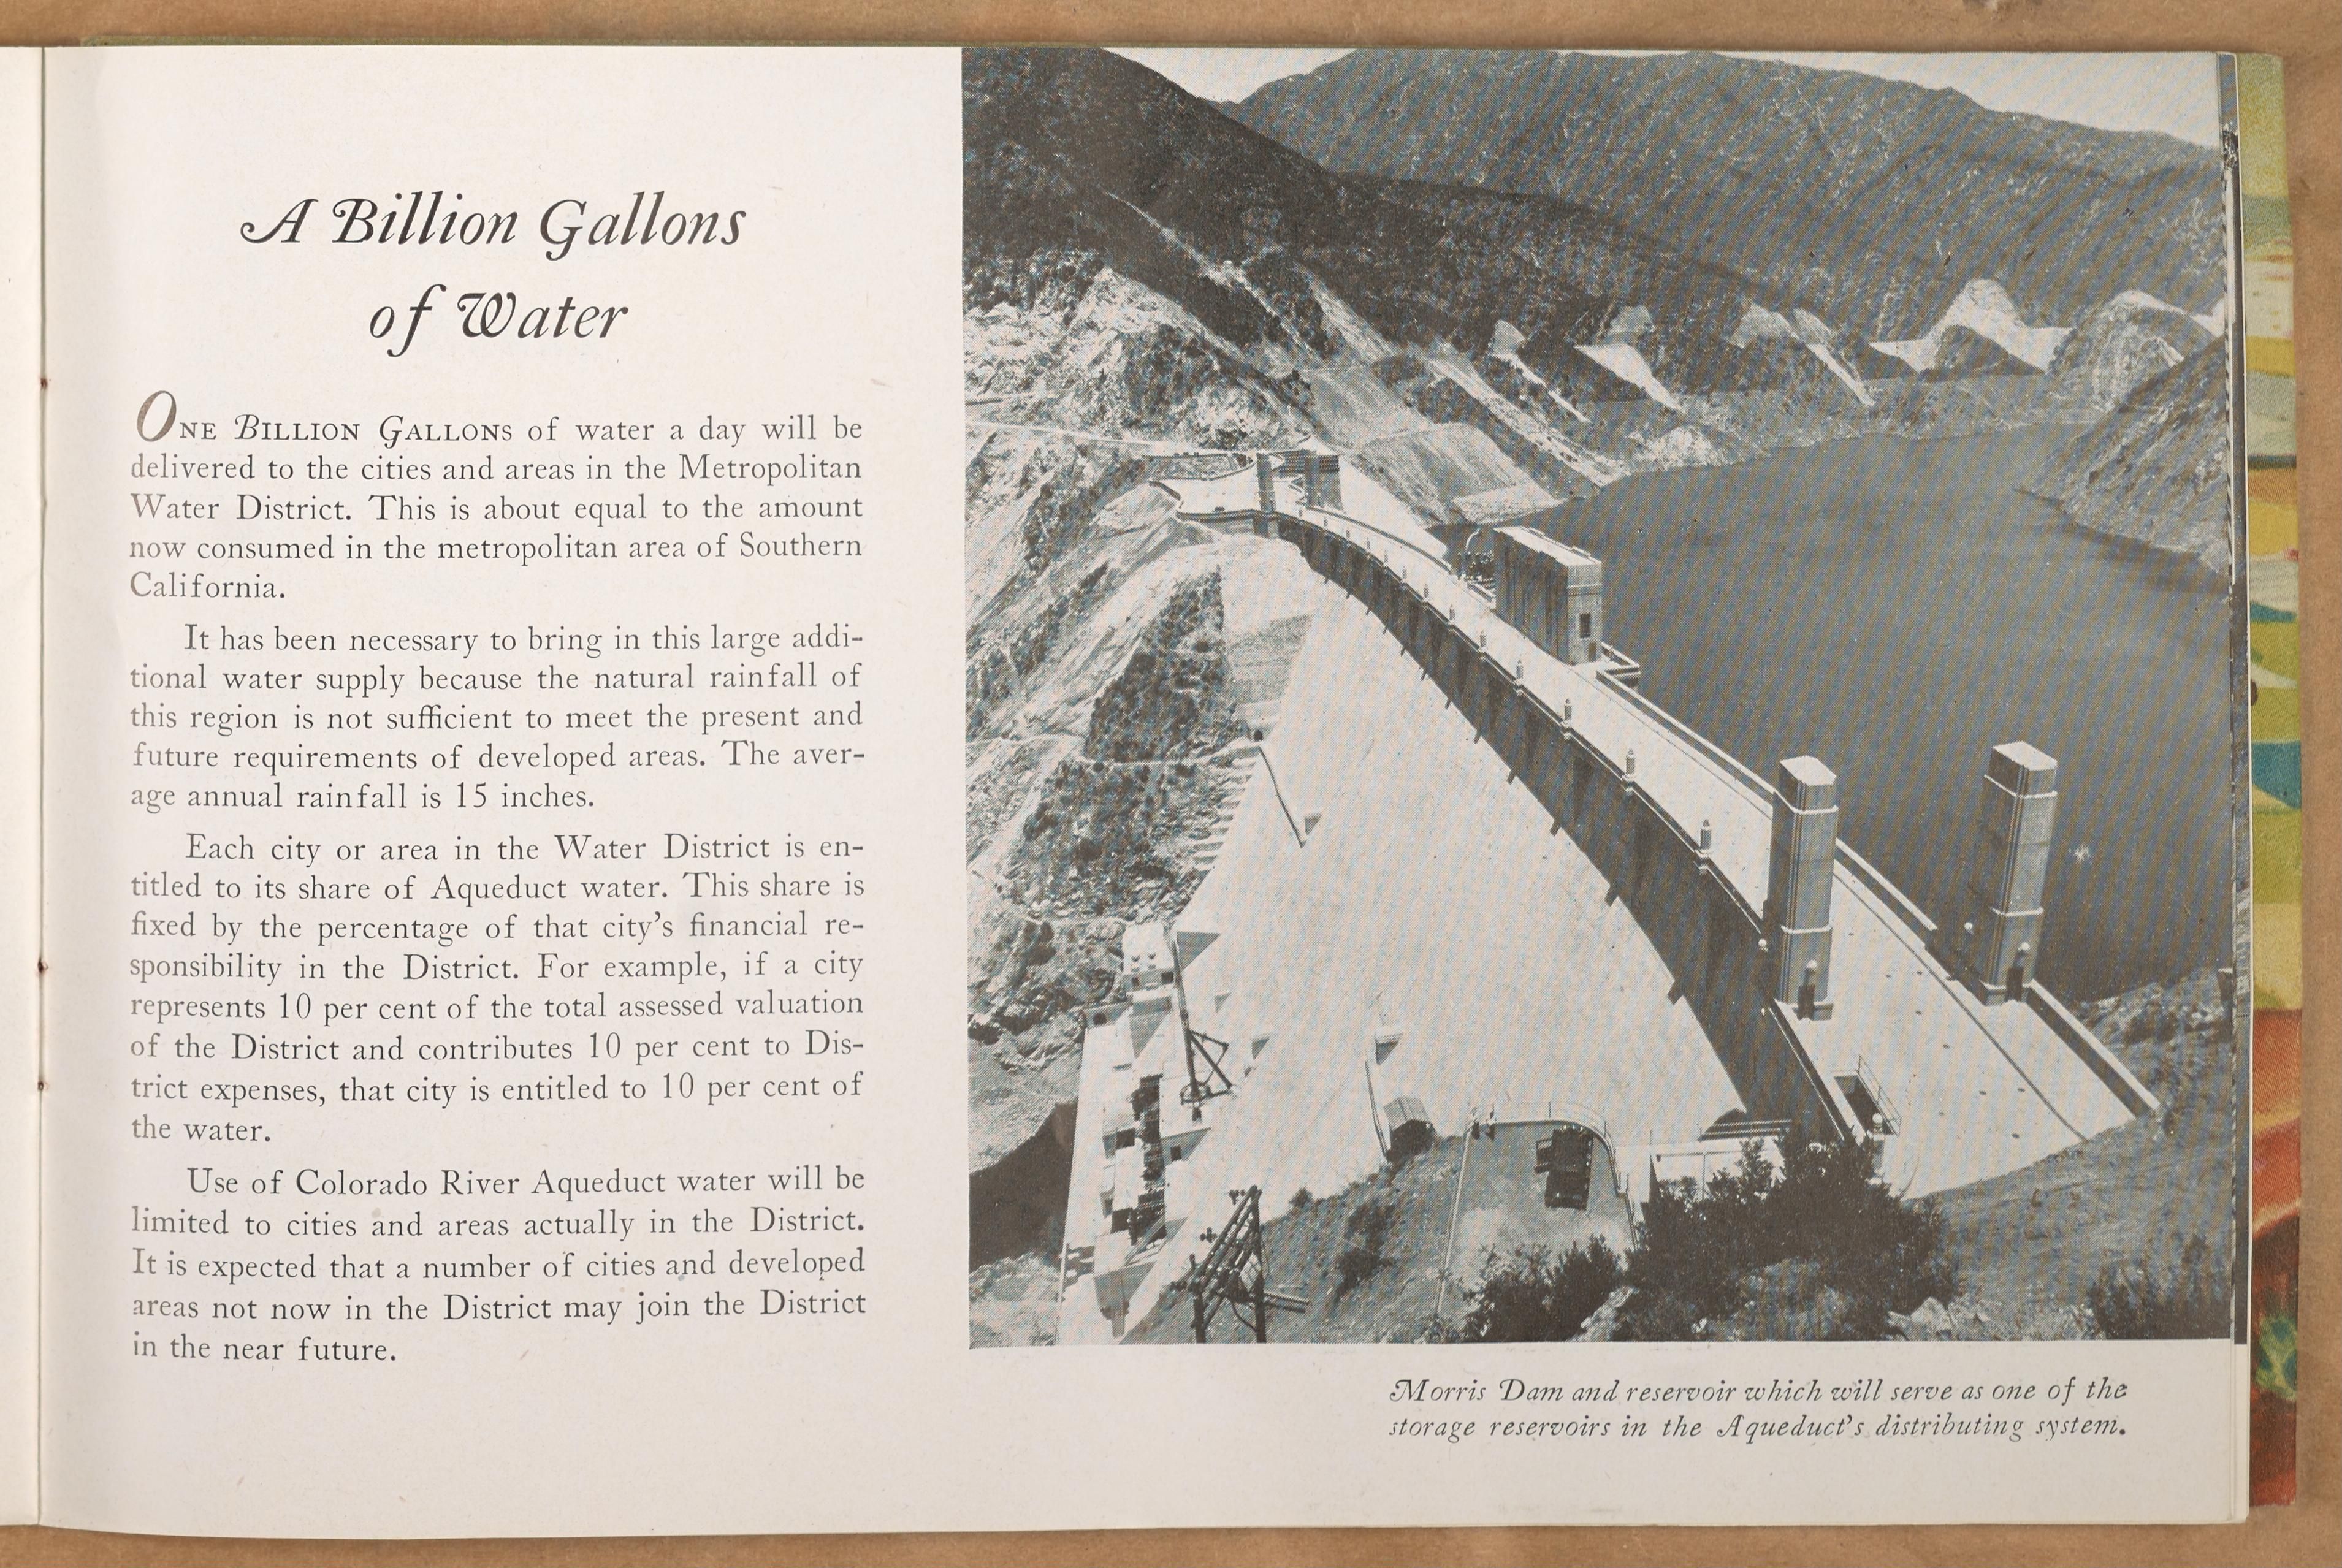 A Billion Gallons
of Water
ONE BILLION GALLONS of water a day will be
delivered to the cities and areas in the Metropolitan
Water District. This is about equal to the amount
now consumed in the metropolitan area of Southern
California.
It has been necessary to bring in this large addi-
tional water supply because the natural rainfall of
this region is not sufficient to meet the present and
future requirements of developed areas. The aver-
age annual rainfall is 15 inches.
Each city or area in the Water District is en-
titled to its share of Aqueduct water. This share is
fixed by the percentage of that city's financial re-
sponsibility in the District. For example, if a city
represents 10 per cent of the total assessed valuation
of the District and contributes 10 per cent to Dis-
trict expenses, that city is entitled to 10 per cent of
the water.
Use of Colorado River Aqueduct water will be
limited to cities and areas actually in the District.
It is expected that a number of cities and developed
areas not now in the District may join the District
in the near future.
Morris Dam and reservoir which will serve as one of the
storage reservoirs in the Aqueduct's distributing system.